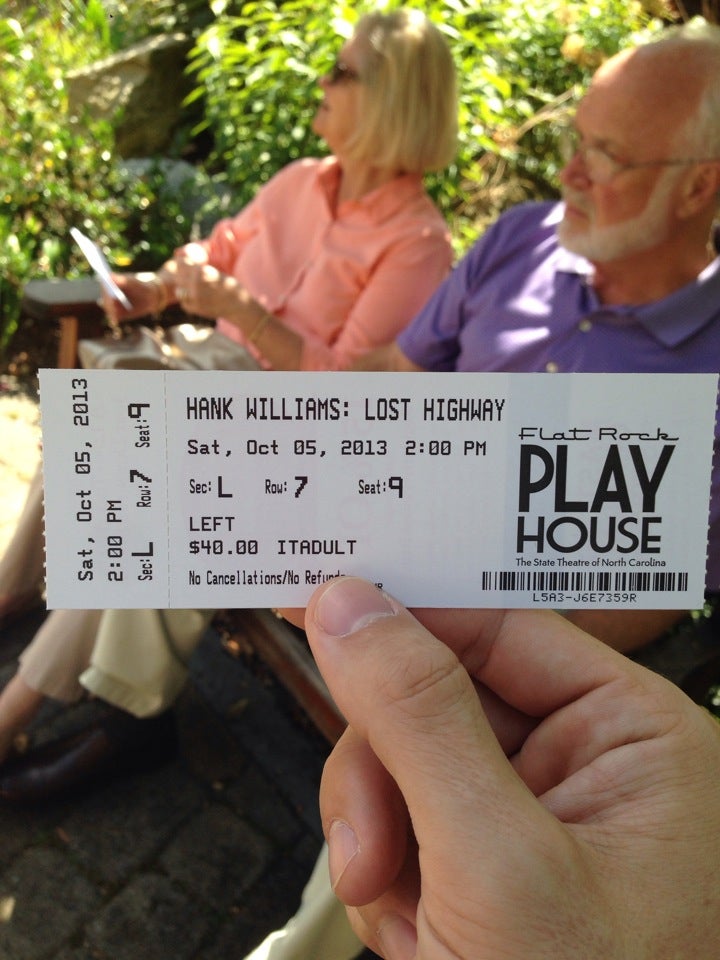 Sat, Oct 05, 2013
2:00 PM
Sec: L Row: 7 Seat: 9
HANK WILLIAMS: LOST HIGHWAY
Sat, Oct 05, 2013 2:00 PM
Sec: L Row: 7 Seat: 9
LEFT
$40.00 ITADULT
No Cancellations/No
Flat Rock
PLAY
HOUSE
The State Theatre of North Carolina
L5A3-J6E7359R